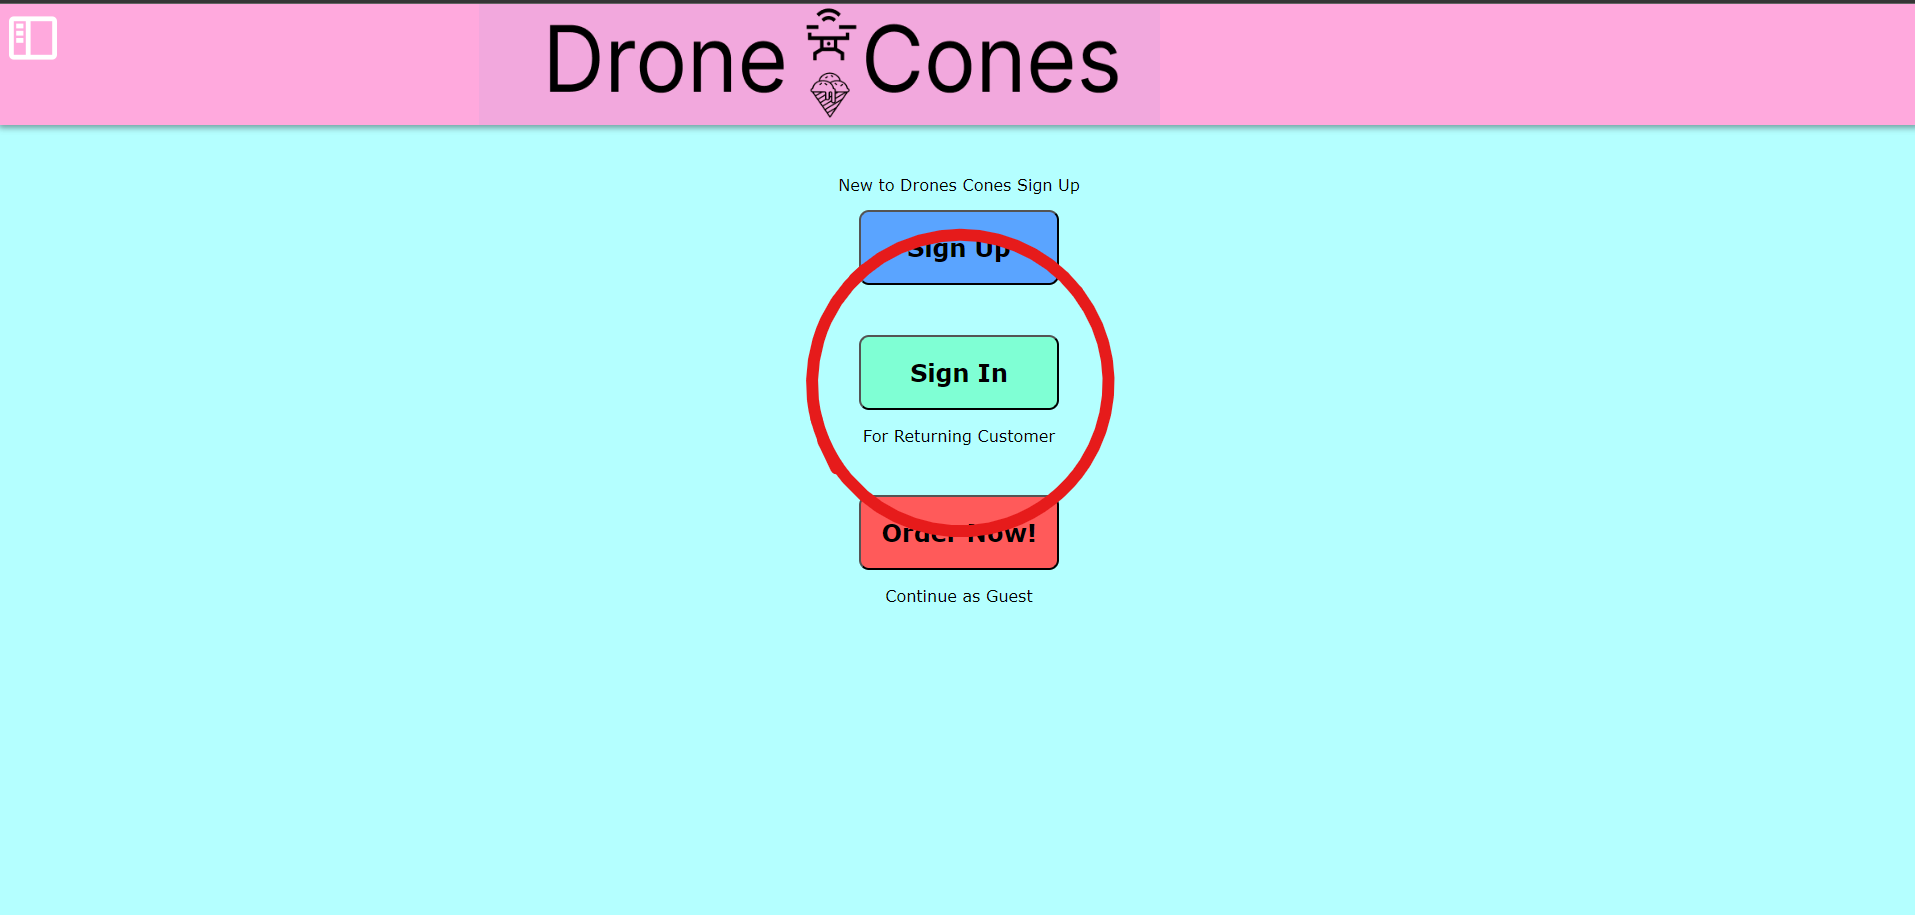 Drone Cones
New to Drones Cones Sign Up
Sign Up
Sign In
For Returning Customer
Order Now!
Continue as Guest